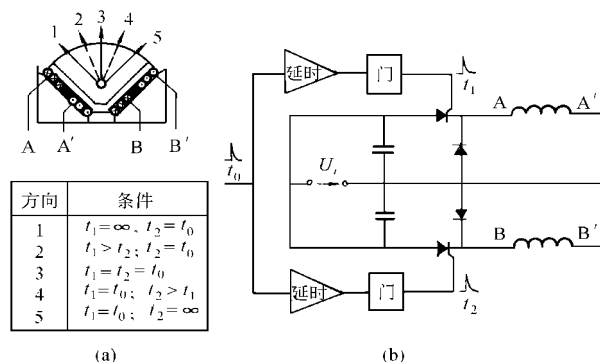 1 2 3 4 5
A A′ B B′
方向 条件
1 t₁=∞, t₂=t₀
2 t₁>t₂; t₂=t₀
3 t₁=t₂=t₀
4 t₁=t₀; t₂>t₁
5 t₁=t₀; t₂=∞
(a)
延时 门 t₁
A A′
t₀ Uᵢ
B B′
延时 门 t₂
(b)